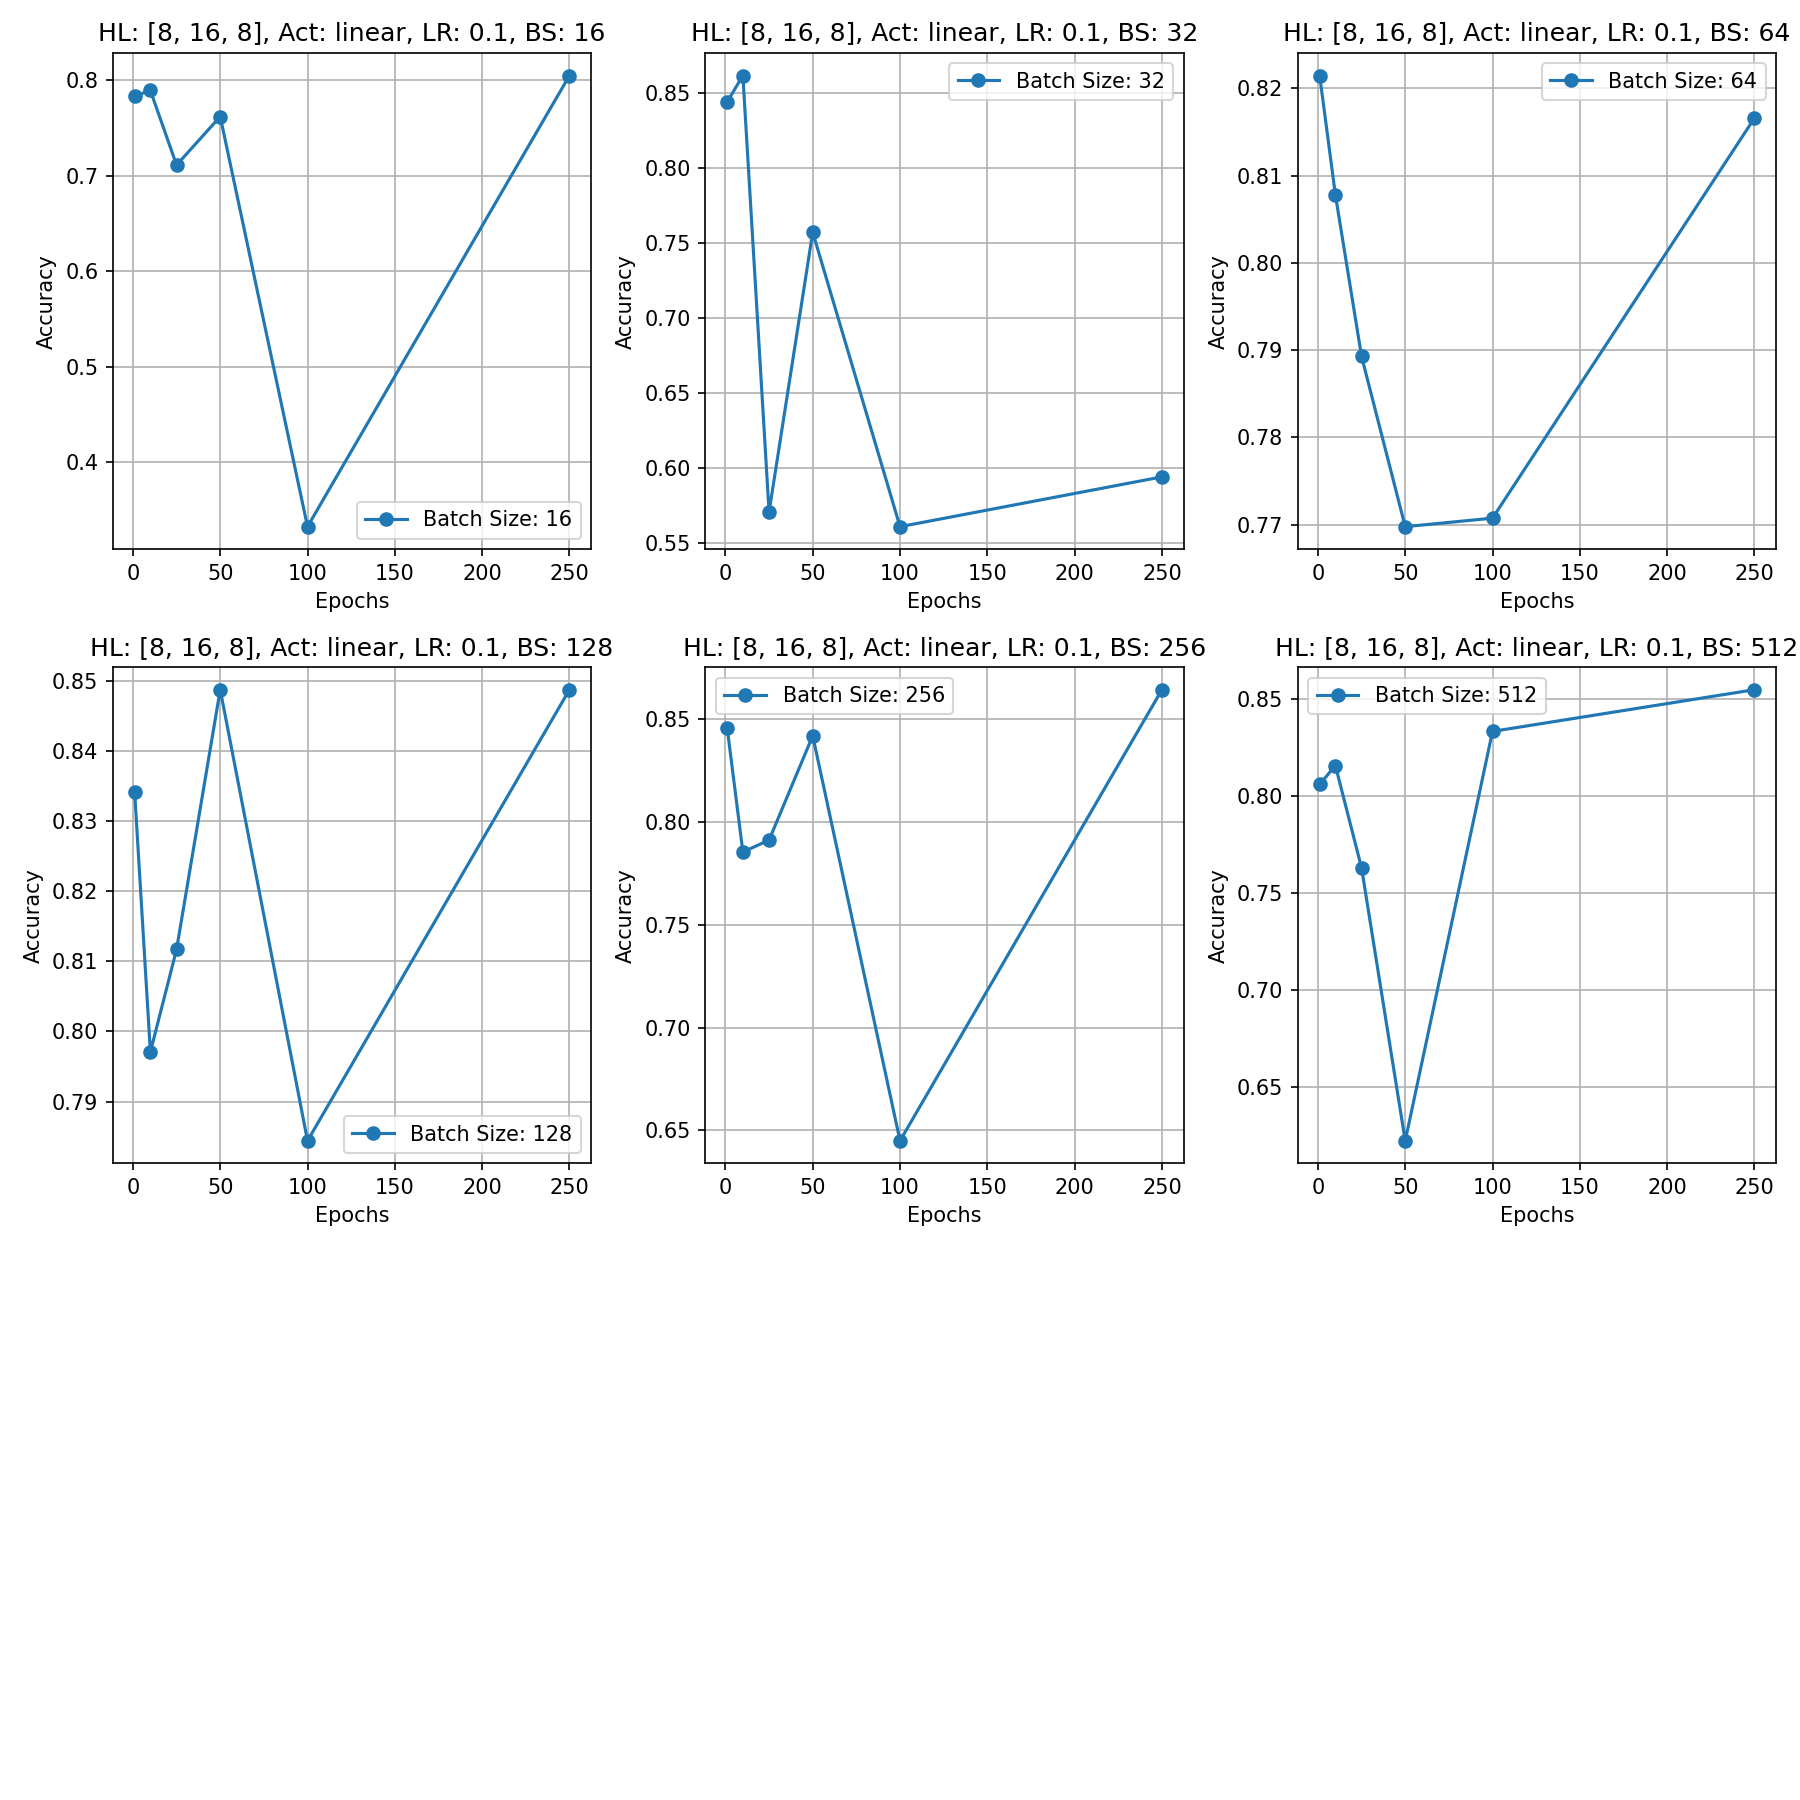 HL: [8, 16, 8], Act: linear, LR: 0.1, BS: 16
Accuracy
0.8
0.7
0.6
0.5
0.4
Batch Size: 16
0 50 100 150 200 250
Epochs
HL: [8, 16, 8], Act: linear, LR: 0.1, BS: 32
Accuracy
0.85
0.80
0.75
0.70
0.65
0.60
0.55
Batch Size: 32
0 50 100 150 200 250
Epochs
HL: [8, 16, 8], Act: linear, LR: 0.1, BS: 64
Accuracy
0.82
0.81
0.80
0.79
0.78
0.77
Batch Size: 64
0 50 100 150 200 250
Epochs
HL: [8, 16, 8], Act: linear, LR: 0.1, BS: 128
Accuracy
0.85
0.84
0.83
0.82
0.81
0.80
0.79
Batch Size: 128
0 50 100 150 200 250
Epochs
HL: [8, 16, 8], Act: linear, LR: 0.1, BS: 256
Accuracy
0.85
0.80
0.75
0.70
0.65
Batch Size: 256
0 50 100 150 200 250
Epochs
HL: [8, 16, 8], Act: linear, LR: 0.1, BS: 512
Accuracy
0.85
0.80
0.75
0.70
0.65
Batch Size: 512
0 50 100 150 200 250
Epochs